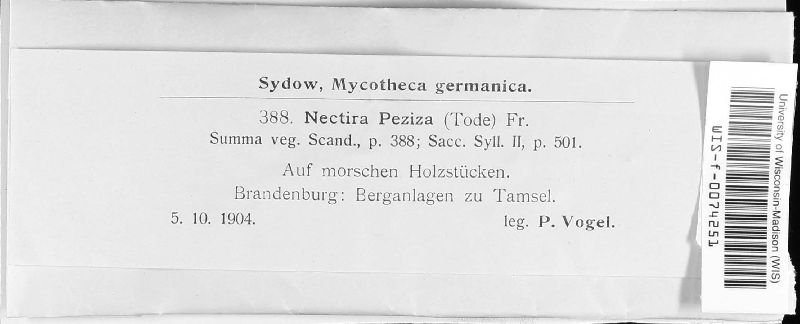 Sydow, Mycotheca germanica.
388. Nectira Peziza (Tode) Fr.
Summa veg. Scand., p. 388; Sacc. Syll. II, p. 501.
Auf morschen Holzstücken.
Brandenburg: Berganlagen zu Tamsel.
5. 10. 1904. leg. P. Vogel.
University of Wisconsin-Madison (WIS)
WIS-f-0074251